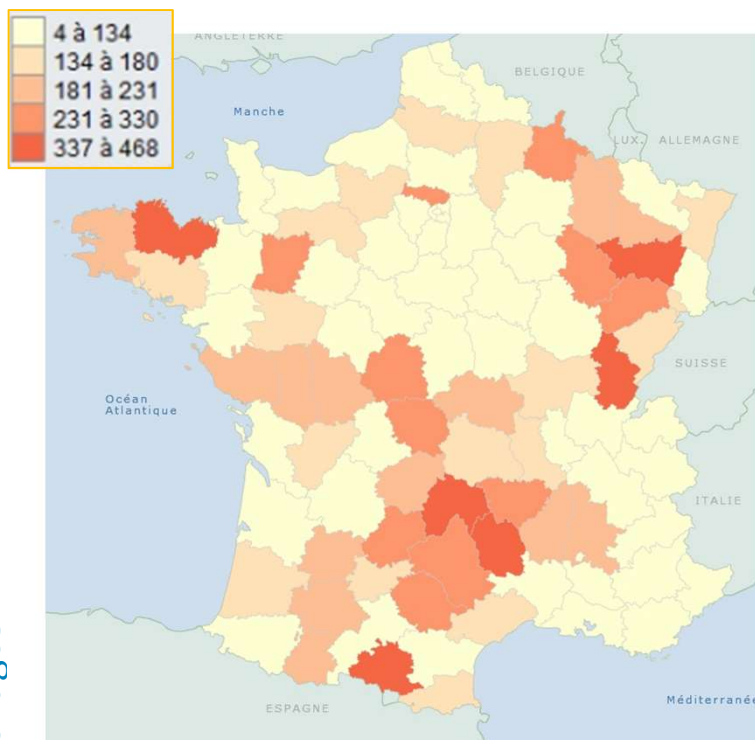 4 à 134
134 à 180
181 à 231
231 à 330
337 à 468
ANGLETERRE
BELGIQUE
Manche
LUX.
ALLEMAGNE
SUISSE
Océan
Atlantique
ITALIE
ESPAGNE
Méditerranée